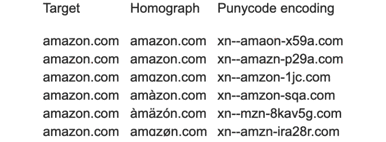 Target Homograph Punycode encoding
amazon.com amazon.com xn--amaon-x59a.com
amazon.com amazon.com xn--amazn-p29a.com
amazon.com amɑzon.com xn--amzon-1jc.com
amazon.com amàzon.com xn--amzon-sqa.com
amazon.com àmäzón.com xn--mzn-8kav5g.com
amazon.com amɑzøn.com xn--amzn-ira28r.com